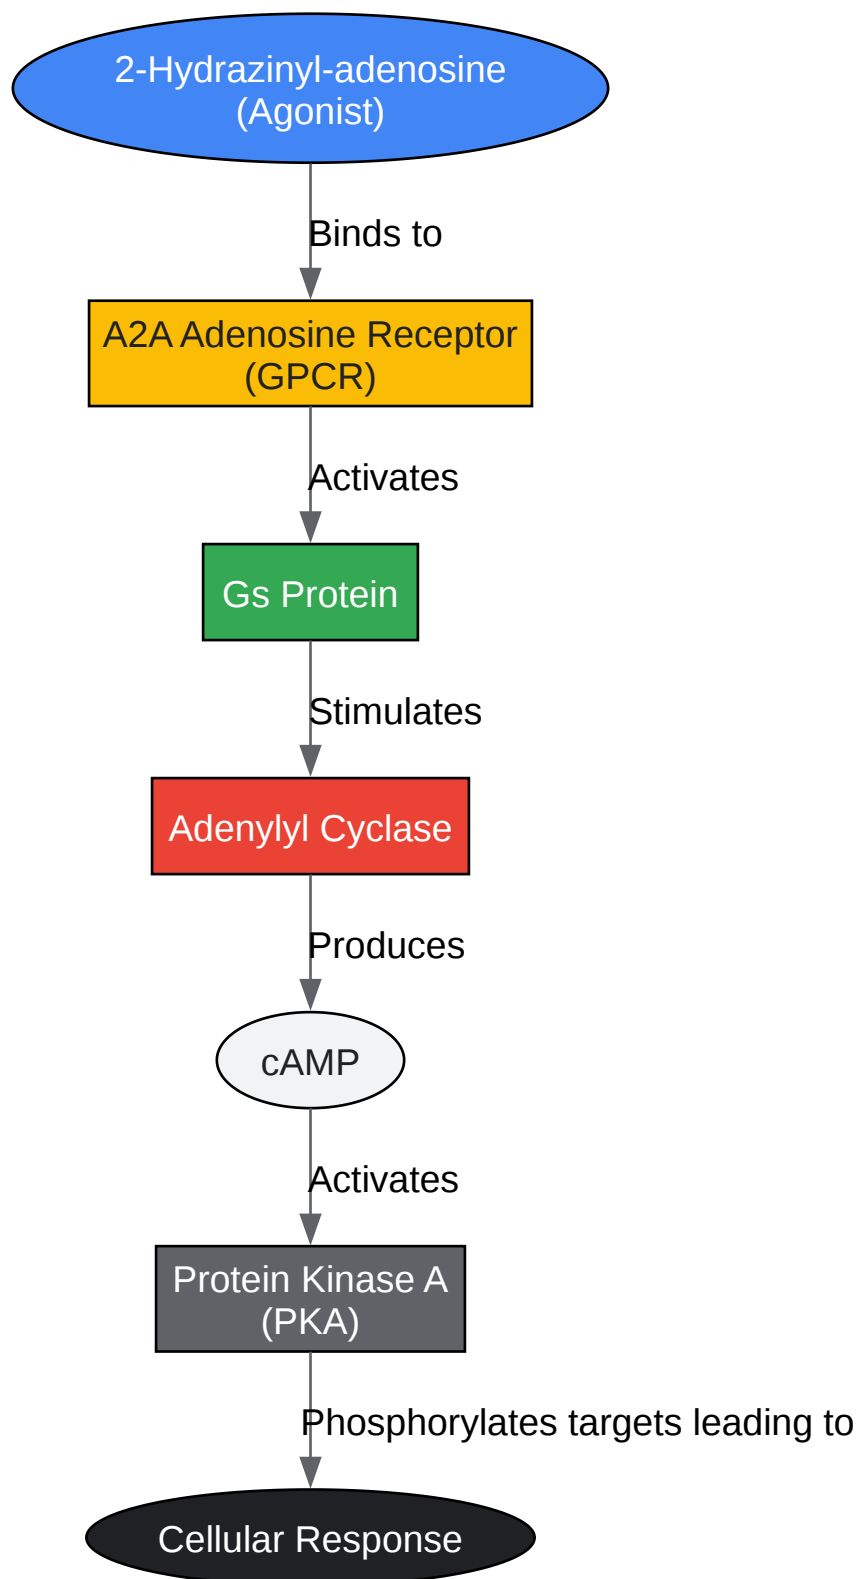 2-Hydrazinyl-adenosine
(Agonist)
Binds to
A2A Adenosine Receptor
(GPCR)
Activates
Gs Protein
Stimulates
Adenylyl Cyclase
Produces
cAMP
Activates
Protein Kinase A
(PKA)
Phosphorylates targets leading to
Cellular Response